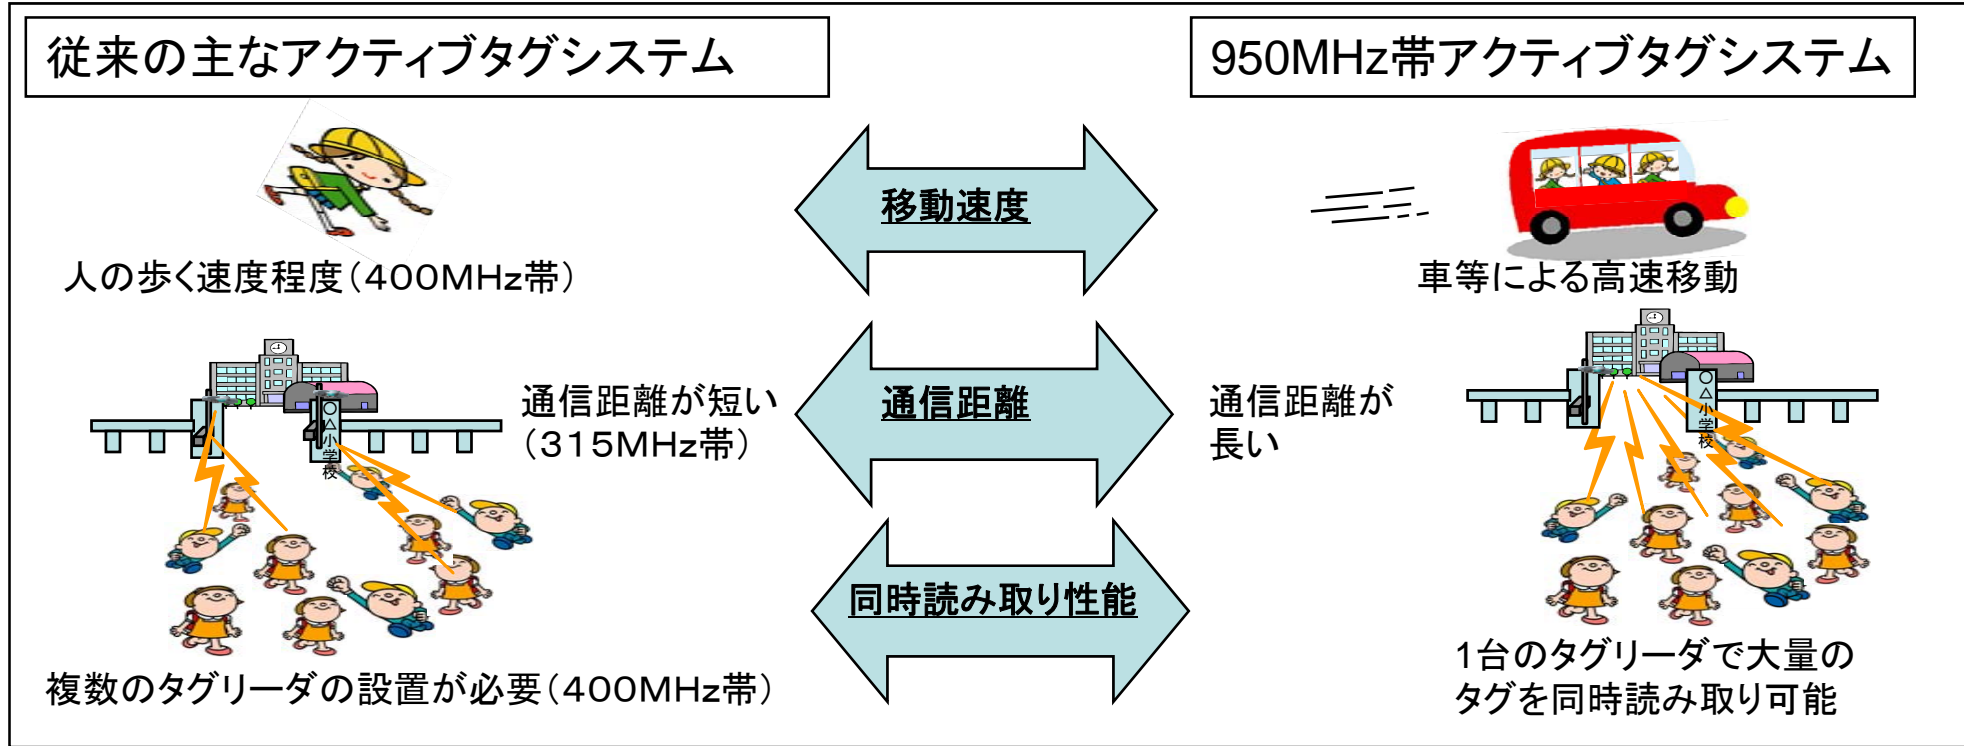 従来の主なアクティブタグシステム
950MHz帯アクティブタグシステム
移動速度
人の歩く速度程度（400MHz帯）
車等による高速移動
通信距離が短い
（315MHz帯）
通信距離
通信距離が
長い
○△小学校
○△小学校
同時読み取り性能
複数のタグリーダの設置が必要（400MHz帯）
1台のタグリーダで大量の
タグを同時読み取り可能